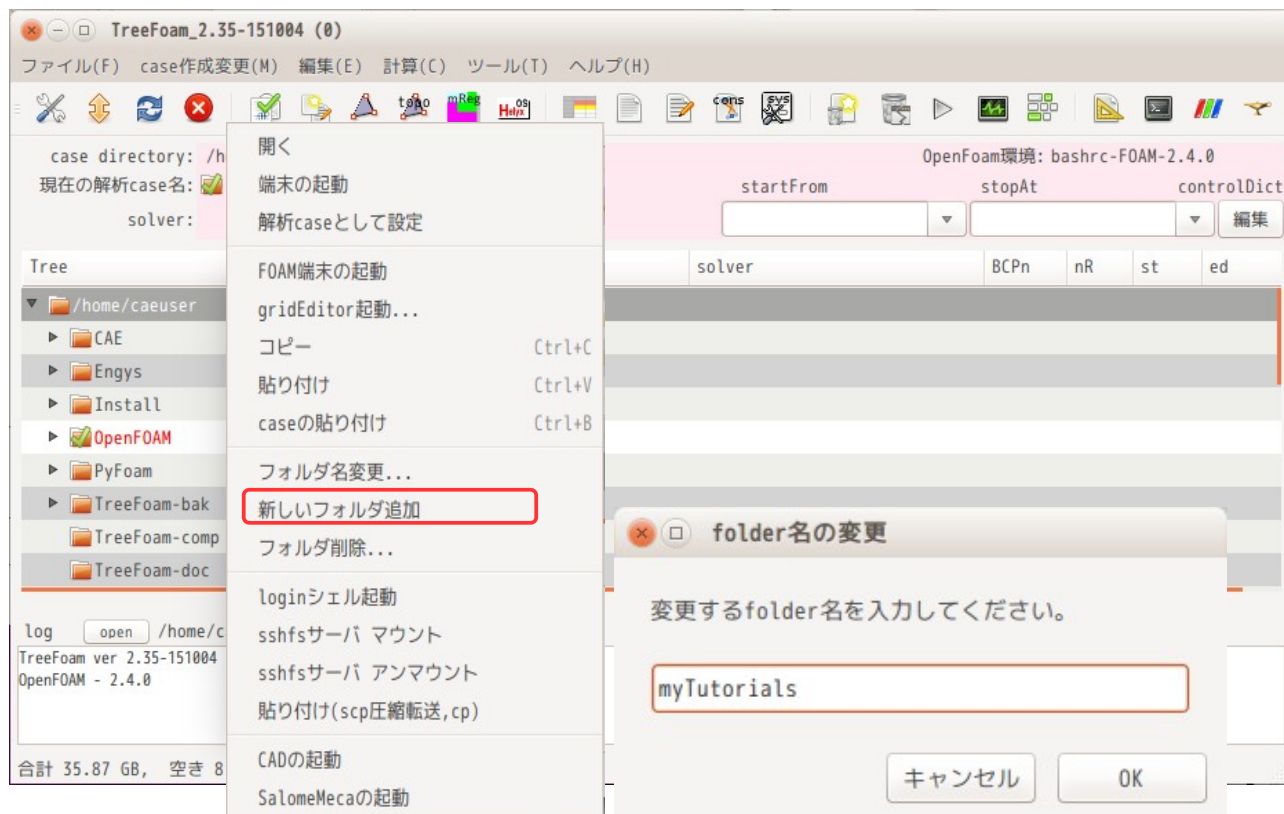 TreeFoam_2.35-151004 (0)
ファイル(F) case作成変更(M) 編集(E) 計算(C) ツール(T) ヘルプ(H)
topo mReg Helyx OS cons SYS
case directory: /h
OpenFoam環境: bashrc-FOAM-2.4.0
現在の解析case名:
startFrom stopAt controlDict
solver:
編集
Tree solver BCPn nR st ed
/home/caeuser
CAE
Engys
Install
OpenFOAM
PyFoam
TreeFoam-bak
TreeFoam-comp
TreeFoam-doc
log open /home/c
TreeFoam ver 2.35-151004
OpenFOAM - 2.4.0
合計 35.87 GB, 空き 8
開く
端末の起動
解析caseとして設定
FOAM端末の起動
gridEditor起動...
コピー Ctrl+C
貼り付け Ctrl+V
caseの貼り付け Ctrl+B
フォルダ名変更...
新しいフォルダ追加
フォルダ削除...
loginシェル起動
sshfsサーバ マウント
sshfsサーバ アンマウント
貼り付け(scp圧縮転送,cp)
CADの起動
SalomeMecaの起動
folder名の変更
変更するfolder名を入力してください。
myTutorials
キャンセル OK